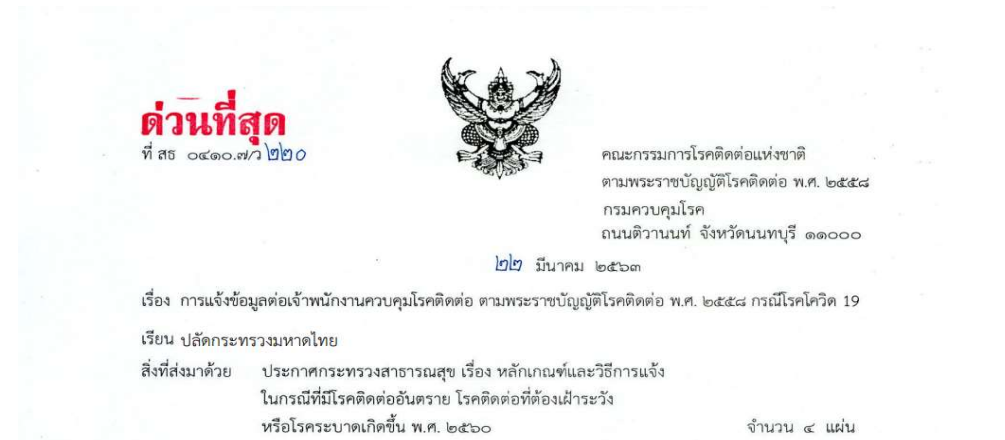 ด่วนที่สุด
ที่ สธ ๐๔๑๐.๗/ว ๒๒๐
คณะกรรมการโรคติดต่อแห่งชาติ
ตามพระราชบัญญัติโรคติดต่อ พ.ศ. ๒๕๕๘
กรมควบคุมโรค
ถนนติวานนท์ จังหวัดนนทบุรี ๑๑๐๐๐
๒๒ มีนาคม ๒๕๖๓
เรื่อง การแจ้งข้อมูลต่อเจ้าพนักงานควบคุมโรคติดต่อ ตามพระราชบัญญัติโรคติดต่อ พ.ศ. ๒๕๕๘ กรณีโรคโควิด 19
เรียน ปลัดกระทรวงมหาดไทย
สิ่งที่ส่งมาด้วย ประกาศกระทรวงสาธารณสุข เรื่อง หลักเกณฑ์และวิธีการแจ้ง
ในกรณีที่มีโรคติดต่ออันตราย โรคติดต่อที่ต้องเฝ้าระวัง
หรือโรคระบาดเกิดขึ้น พ.ศ. ๒๕๖๐ จำนวน ๔ แผ่น